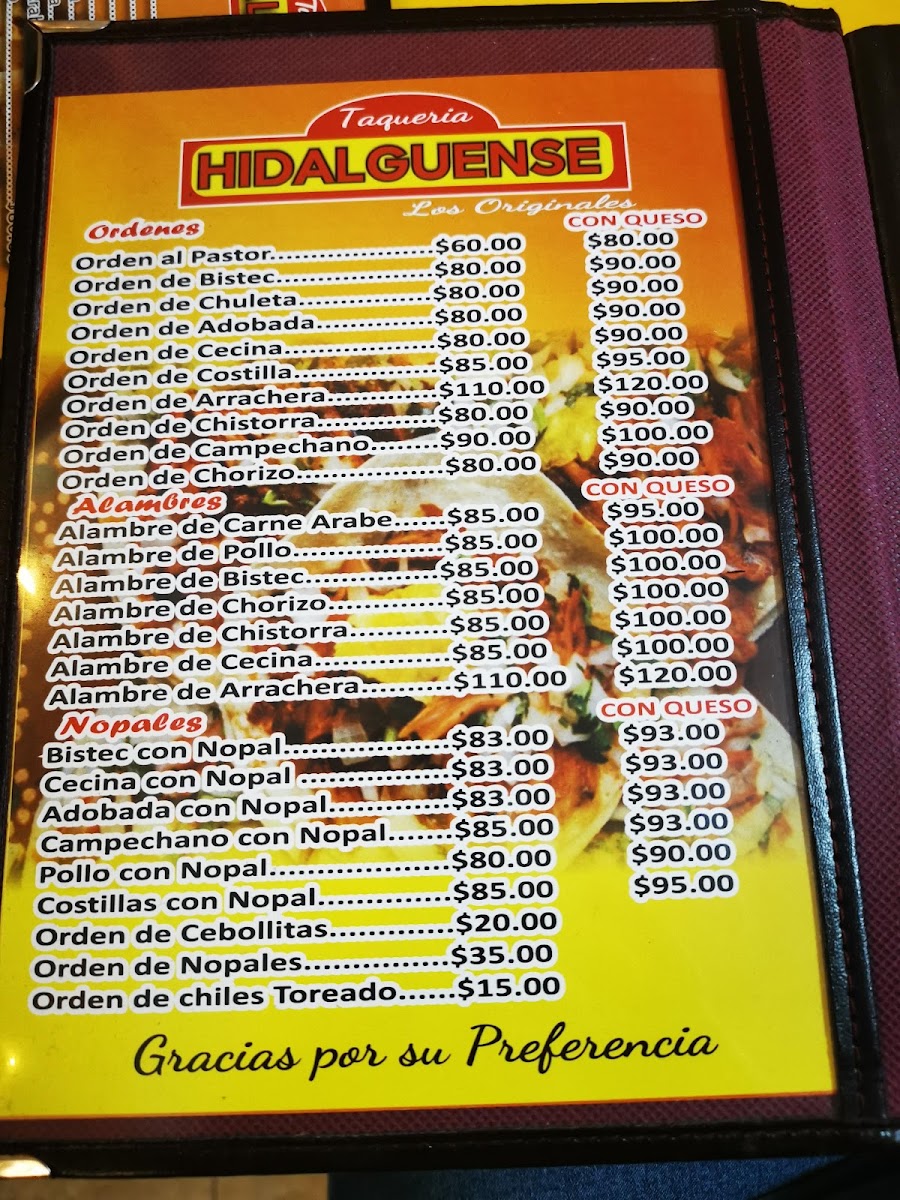 Taqueria
HIDALGUENSE
Los Originales
Ordenes CON QUESO
Orden al Pastor....................$60.00 $80.00
Orden de Bistec....................$80.00 $90.00
Orden de Chuleta.................$80.00 $90.00
Orden de Adobada...............$80.00 $90.00
Orden de Cecina...................$80.00 $90.00
Orden de Costilla..................$85.00 $95.00
Orden de Arrachera..............$110.00 $120.00
Orden de Chistorra...............$80.00 $90.00
Orden de Campechano.........$90.00 $100.00
Orden de Chorizo..................$80.00 $90.00
Alambres CON QUESO
Alambre de Carne Arabe......$85.00 $95.00
Alambre de Pollo...................$85.00 $100.00
Alambre de Bistec.................$85.00 $100.00
Alambre de Chorizo...............$85.00 $100.00
Alambre de Chistorra............$85.00 $100.00
Alambre de Cecina................$85.00 $100.00
Alambre de Arrachera..........$110.00 $120.00
Nopales CON QUESO
Bistec con Nopal....................$83.00 $93.00
Cecina con Nopal ..................$83.00 $93.00
Adobada con Nopal...............$83.00 $93.00
Campechano con Nopal........$85.00 $93.00
Pollo con Nopal......................$80.00 $90.00
Costillas con Nopal................$85.00 $95.00
Orden de Cebollitas...............$20.00
Orden de Nopales.................$35.00
Orden de chiles Toreado......$15.00
Gracias por su Preferencia